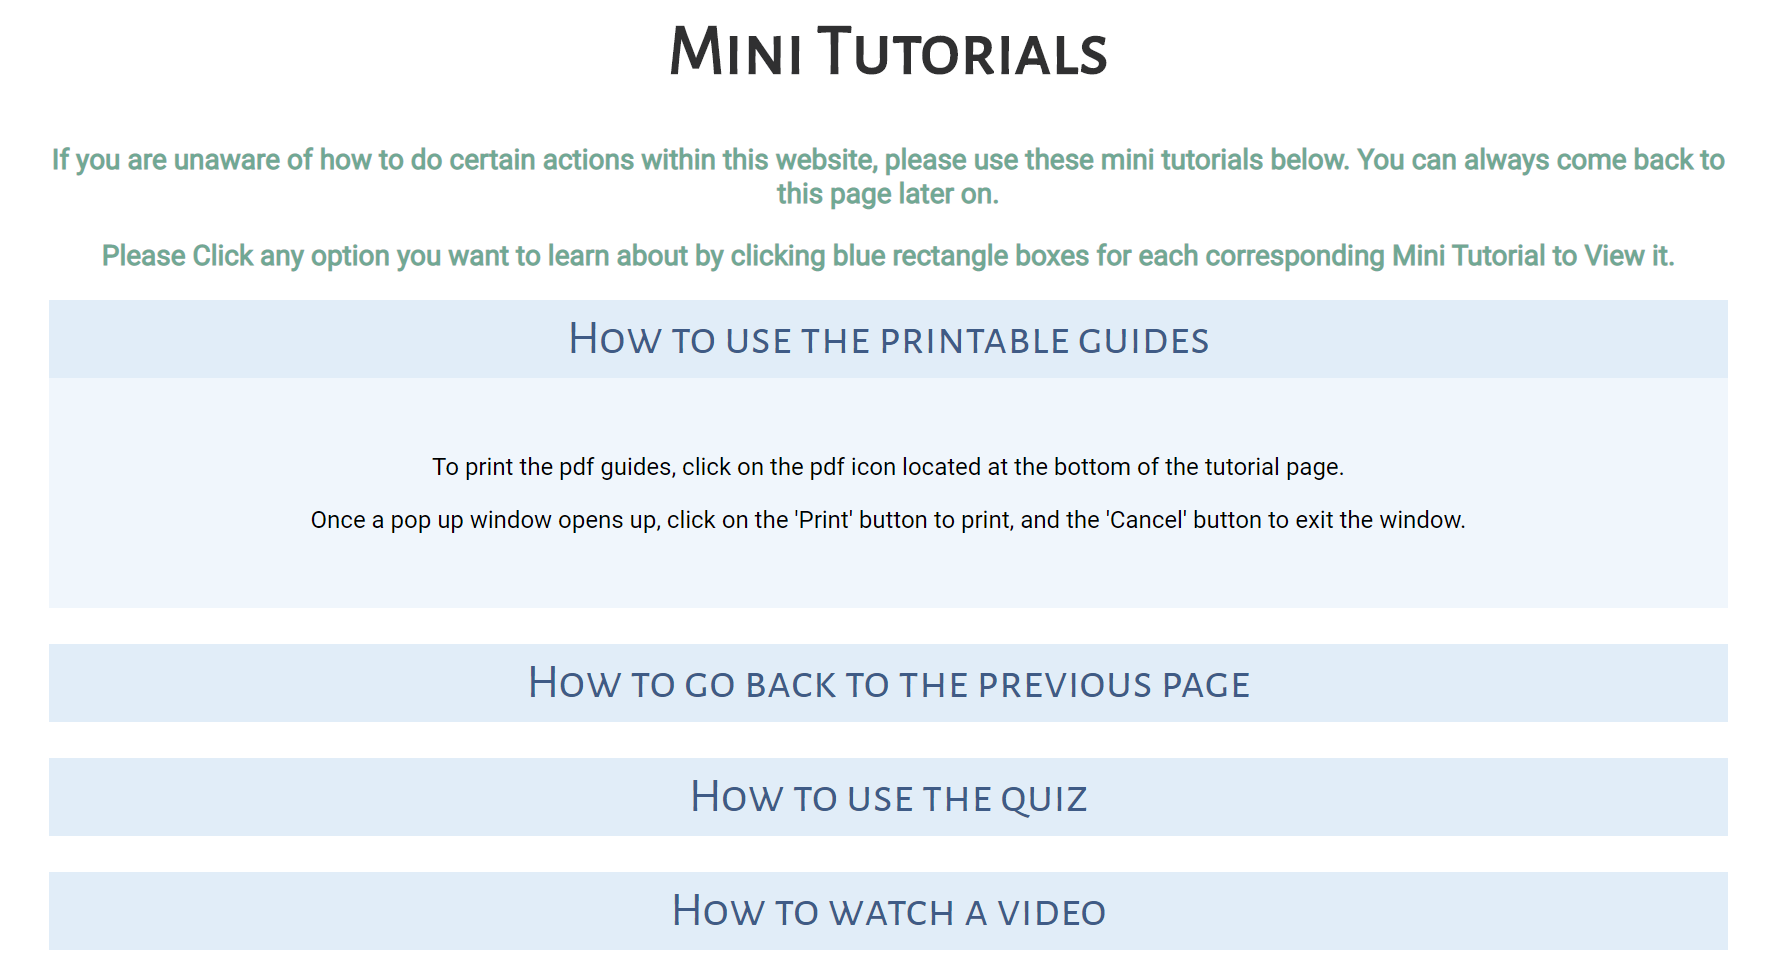 Mini Tutorials
If you are unaware of how to do certain actions within this website, please use these mini tutorials below. You can always come back to
this page later on.
Please Click any option you want to learn about by clicking blue rectangle boxes for each corresponding Mini Tutorial to View it.
How to use the printable guides
To print the pdf guides, click on the pdf icon located at the bottom of the tutorial page.
Once a pop up window opens up, click on the 'Print' button to print, and the 'Cancel' button to exit the window.
How to go back to the previous page
How to use the quiz
How to watch a video